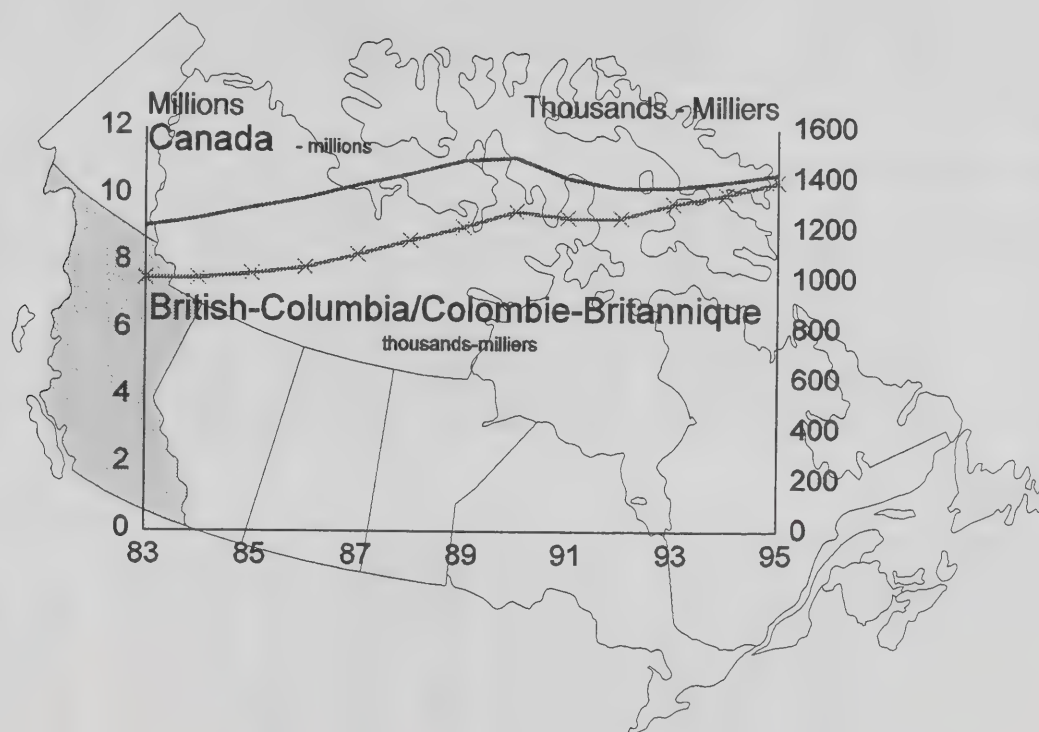 Millions
Thousands - Milliers
Canada - millions
12
10
8
6
4
2
0
1600
1400
1200
1000
800
600
400
200
0
British-Columbia/Colombie-Britannique
thousands-milliers
83 85 87 89 91 93 95